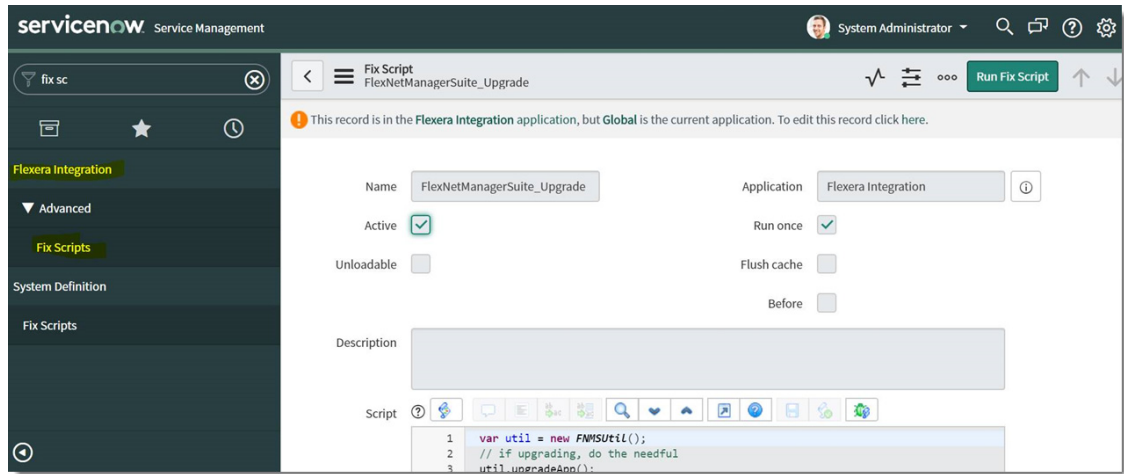 servicenow Service Management
System Administrator
fix sc
Fix Script
FlexNetManagerSuite_Upgrade
Run Fix Script
This record is in the Flexera Integration application, but Global is the current application. To edit this record click here.
Flexera Integration
Advanced
Fix Scripts
System Definition
Fix Scripts
Name FlexNetManagerSuite_Upgrade
Application Flexera Integration
Active
Run once
Unloadable
Flush cache
Before
Description
Script
1 var util = new FNMSUtil();
2 // if upgrading, do the needful
3 util.upgradeApp();